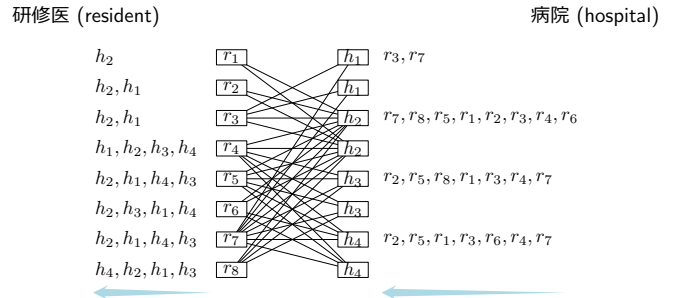 研修医 (resident) 病院 (hospital)
h2 r1 h1 r3, r7
h2, h1 r2 h1
h2, h1 r3 h2 r7, r8, r5, r1, r2, r3, r4, r6
h1, h2, h3, h4 r4 h2
h2, h1, h4, h3 r5 h3 r2, r5, r8, r1, r3, r4, r7
h2, h3, h1, h4 r6 h3
h2, h1, h4, h3 r7 h4 r2, r5, r1, r3, r6, r4, r7
h4, h2, h1, h3 r8 h4